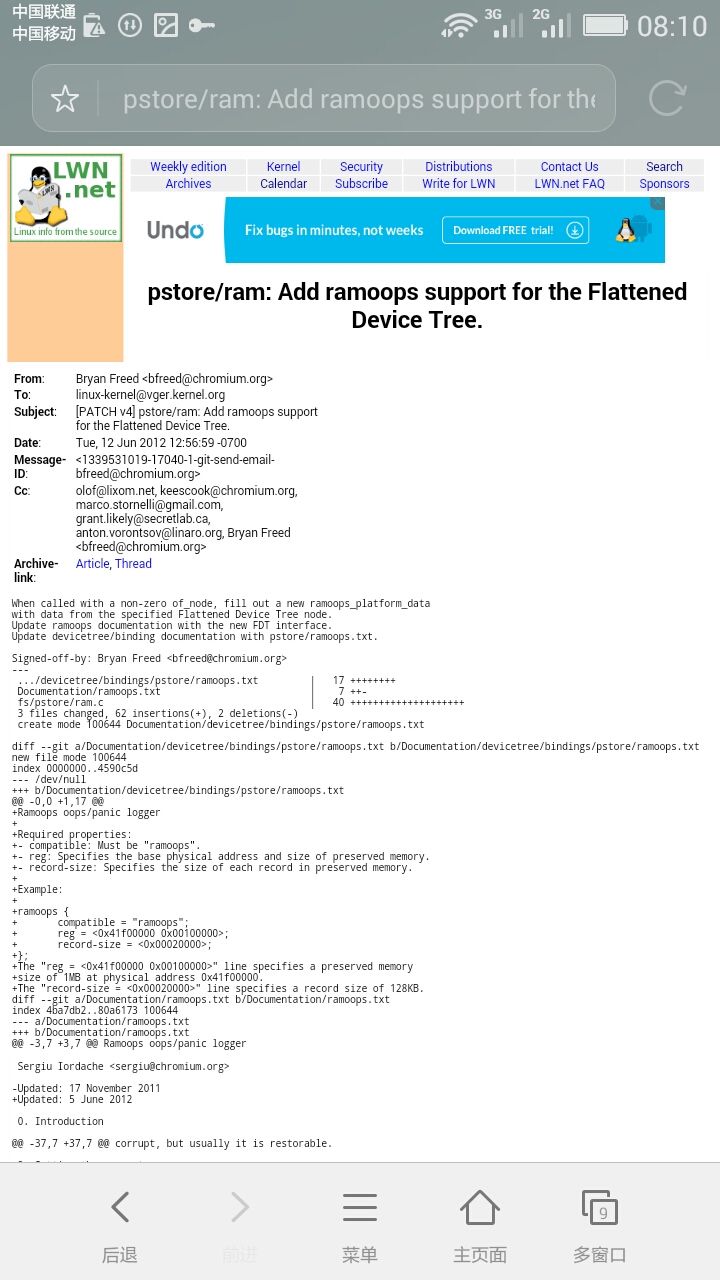 中国联通
中国移动
3G
2G
08:10
pstore/ram: Add ramoops support for the
LWN
.net
Linux info from the source
Weekly edition Kernel Security Distributions Contact Us Search
Archives Calendar Subscribe Write for LWN LWN.net FAQ Sponsors
Undo Fix bugs in minutes, not weeks Download FREE trial!
pstore/ram: Add ramoops support for the Flattened
Device Tree.
From: Bryan Freed <bfreed@chromium.org>
To: linux-kernel@vger.kernel.org
Subject: [PATCH v4] pstore/ram: Add ramoops support
for the Flattened Device Tree.
Date: Tue, 12 Jun 2012 12:56:59 -0700
Message- <1339531019-17040-1-git-send-email-
ID: bfreed@chromium.org>
Cc: olof@lixom.net, keescook@chromium.org,
marco.stornelli@gmail.com,
grant.likely@secretlab.ca,
anton.vorontsov@linaro.org, Bryan Freed
<bfreed@chromium.org>
Archive- Article, Thread
link:
When called with a non-zero of_node, fill out a new ramoops_platform_data
with data from the specified Flattened Device Tree node.
Update ramoops documentation with the new FDT interface.
Update devicetree/binding documentation with pstore/ramoops.txt.
Signed-off-by: Bryan Freed <bfreed@chromium.org>
---
.../devicetree/bindings/pstore/ramoops.txt | 17 ++++++++
Documentation/ramoops.txt | 7 ++-
fs/pstore/ram.c | 40 ++++++++++++++++++++
3 files changed, 62 insertions(+), 2 deletions(-)
create mode 100644 Documentation/devicetree/bindings/pstore/ramoops.txt
diff --git a/Documentation/devicetree/bindings/pstore/ramoops.txt b/Documentation/devicetree/bindings/pstore/ramoops.txt
new file mode 100644
index 0000000..4590c5d
--- /dev/null
+++ b/Documentation/devicetree/bindings/pstore/ramoops.txt
@@ -0,0 +1,17 @@
+Ramoops oops/panic logger
+
+Required properties:
+- compatible: Must be "ramoops".
+- reg: Specifies the base physical address and size of preserved memory.
+- record-size: Specifies the size of each record in preserved memory.
+
+Example:
+
+ramoops {
+ compatible = "ramoops";
+ reg = <0x41f00000 0x00100000>;
+ record-size = <0x00020000>;
+};
+The "reg = <0x41f00000 0x00100000>" line specifies a preserved memory
+size of 1MB at physical address 0x41f00000.
+The "record-size = <0x00020000>" line specifies a record size of 128KB.
diff --git a/Documentation/ramoops.txt b/Documentation/ramoops.txt
index 4ba7db2..80a6173 100644
--- a/Documentation/ramoops.txt
+++ b/Documentation/ramoops.txt
@@ -3,7 +3,7 @@ Ramoops oops/panic logger
Sergiu Iordache <sergiu@chromium.org>
-Updated: 17 November 2011
+Updated: 5 June 2012
0. Introduction
@@ -37,7 +37,7 @@ corrupt, but usually it is restorable.
9
后退 前进 菜单 主页面 多窗口